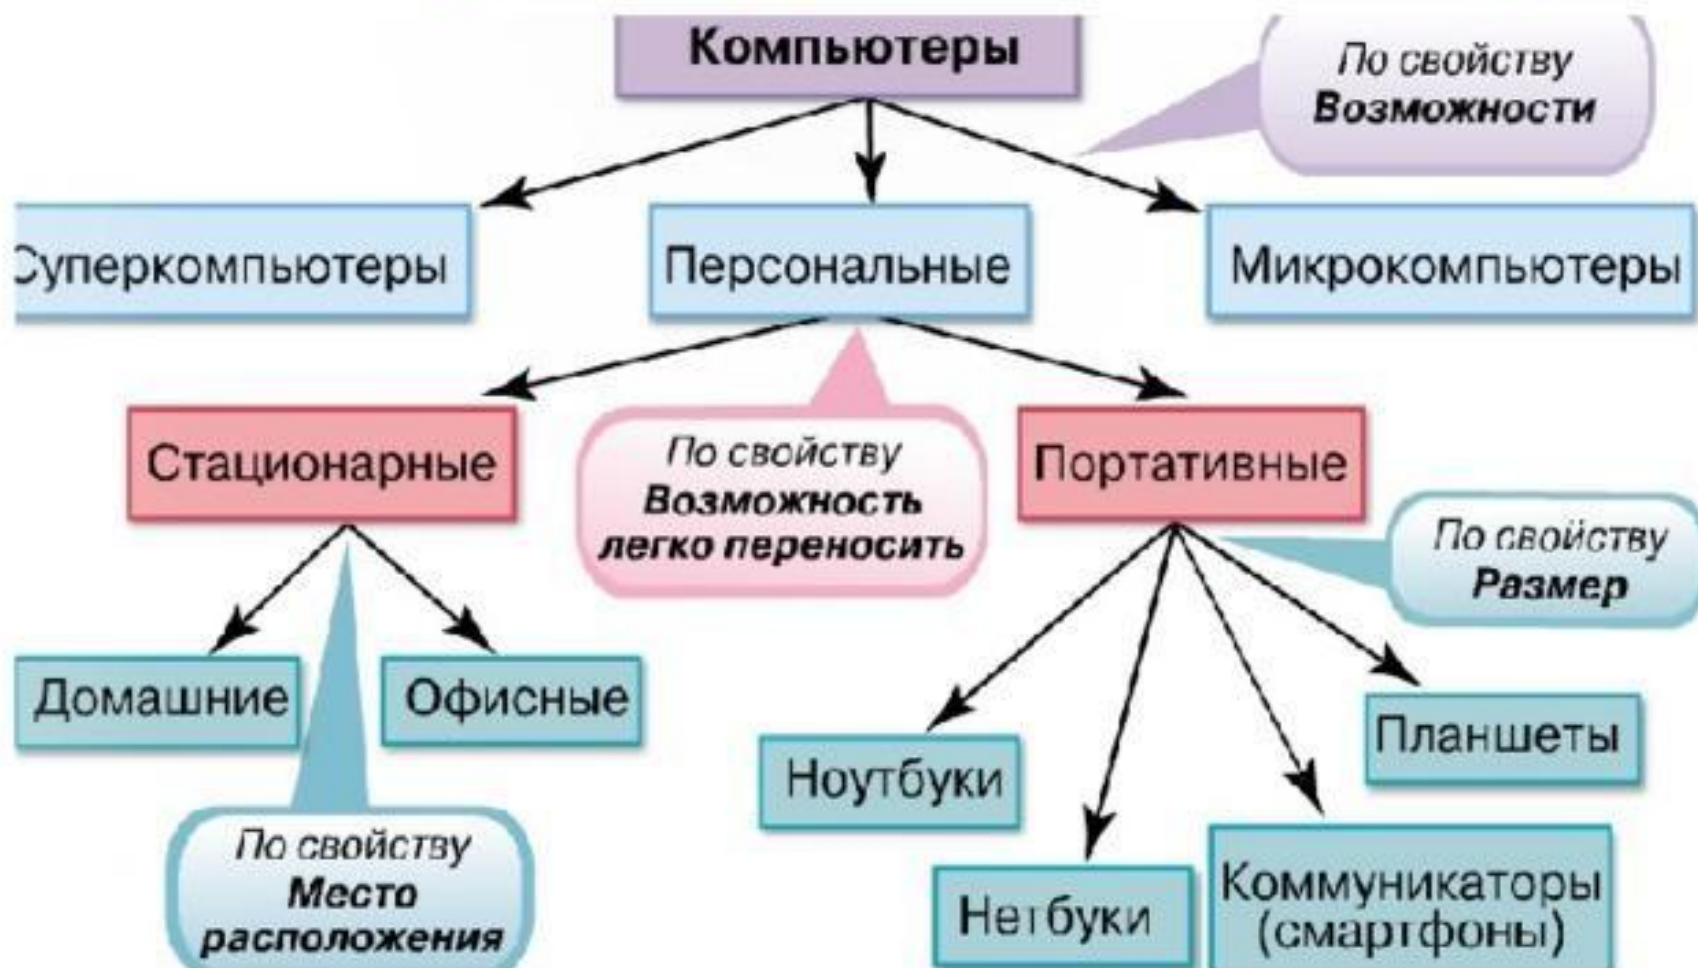 Компьютеры
По свойству
Возможности
Суперкомпьютеры
Персональные
Микрокомпьютеры
Стационарные
По свойству
Возможность
легко переносить
Портативные
По свойству
Размер
Домашние
Офисные
Ноутбуки
Планшеты
По свойству
Место
расположения
Нетбуки
Коммуникаторы
(смартфоны)